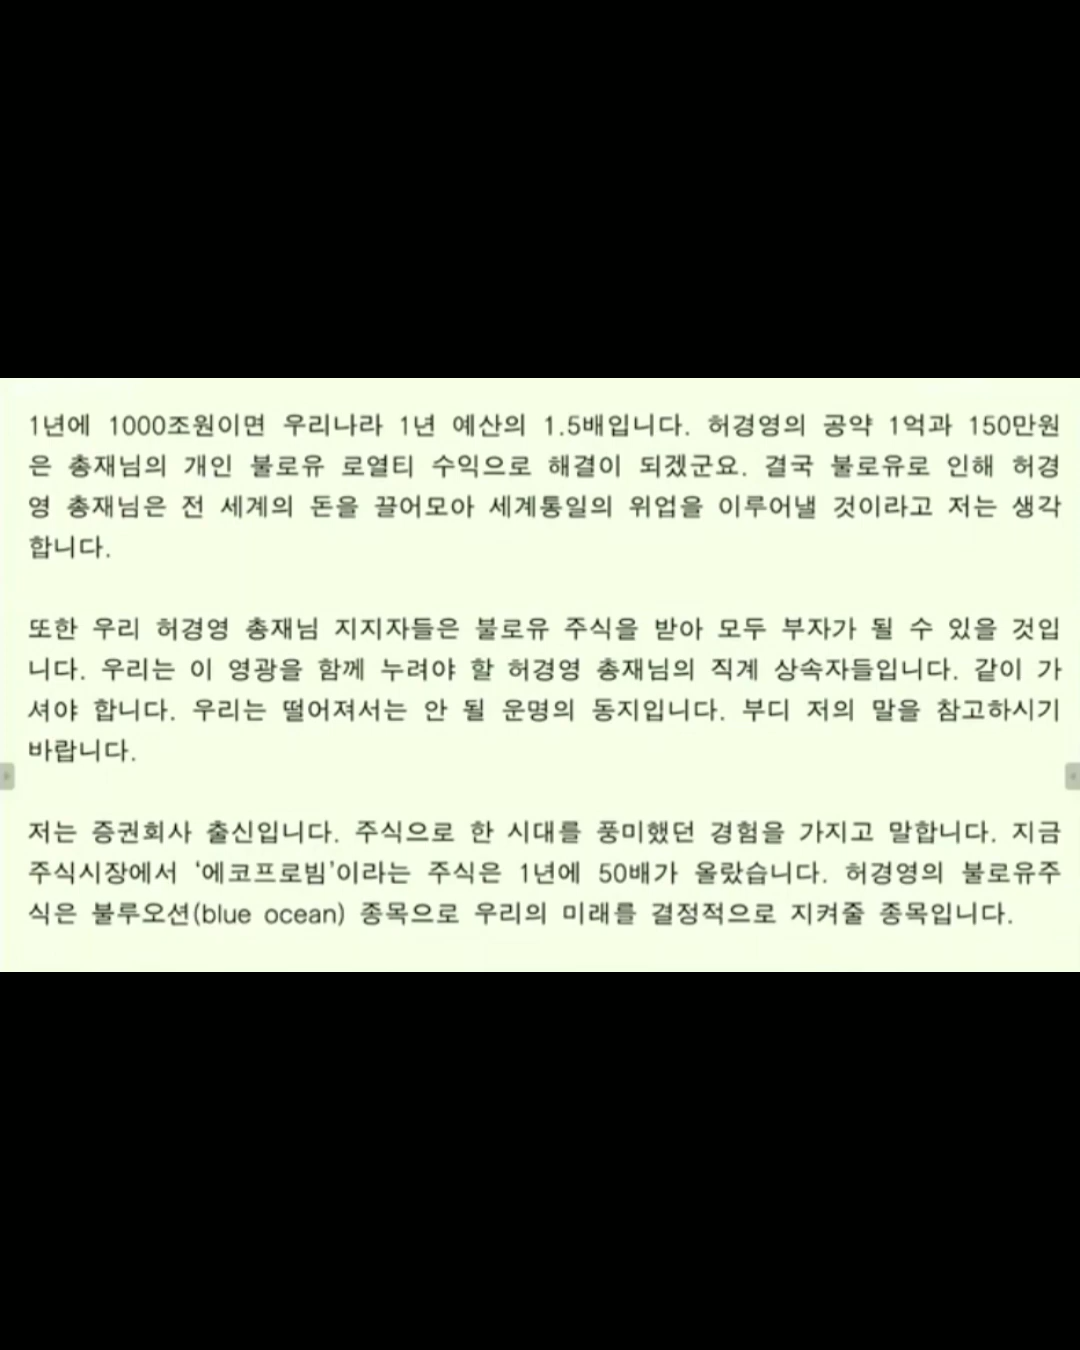 1년에 1000조원이면 우리나라 1년 예산의 1.5배입니다. 허경영의 공약 1억과 150만원
은 총재님의 개인 불로유 로열티 수익으로 해결이 되겠군요. 결국 불로유로 인해 허경
영 총재님은 전 세계의 돈을 끌어모아 세계통일의 위업을 이루어낼 것이라고 저는 생각
합니다.
또한 우리 허경영 총재님 지지자들은 불로유 주식을 받아 모두 부자가 될 수 있을 것입
니다. 우리는 이 영광을 함께 누려야 할 허경영 총재님의 직계 상속자들입니다. 같이 가
셔야 합니다. 우리는 떨어져서는 안 될 운명의 동지입니다. 부디 저의 말을 참고하시기
바랍니다.
저는 증권회사 출신입니다. 주식으로 한 시대를 풍미했던 경험을 가지고 말합니다. 지금
주식시장에서 ‘에코프로빔’이라는 주식은 1년에 50배가 올랐습니다. 허경영의 불로유주
식은 불루오션(blue ocean) 종목으로 우리의 미래를 결정적으로 지켜줄 종목입니다.